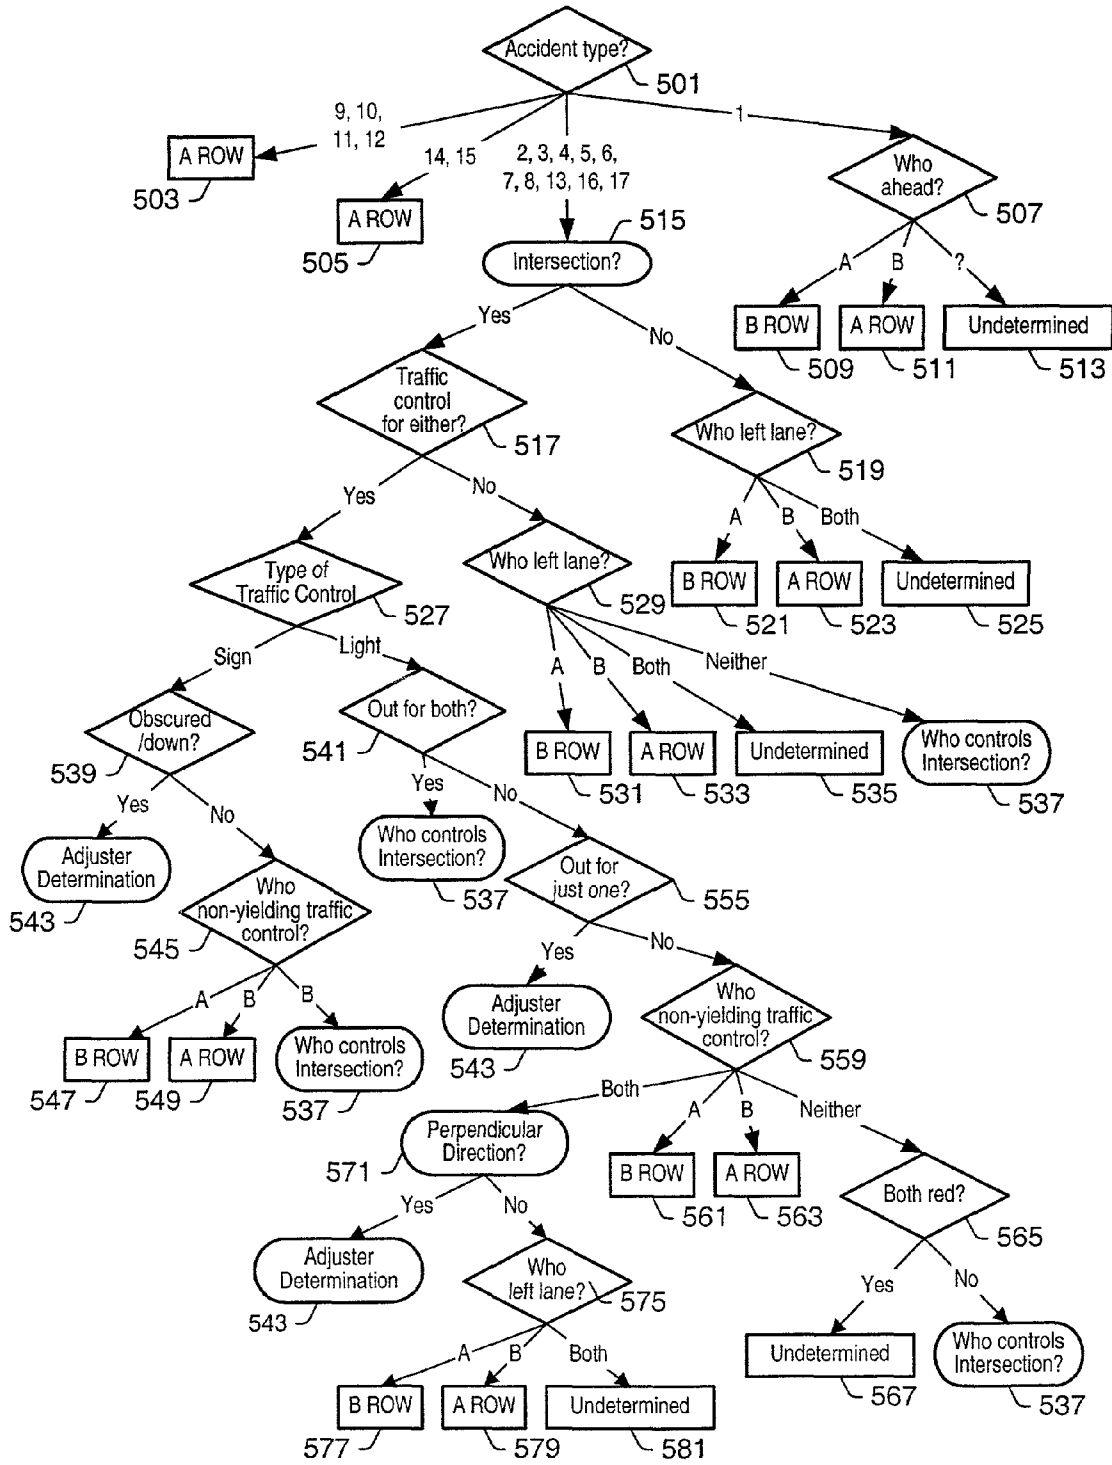 Accident type?
501
9, 10,
11, 12
14, 15
2, 3, 4, 5, 6,
7, 8, 13, 16, 17
1
A ROW
503
A ROW
505
515
Intersection?
Who
ahead?
507
A
B
?
B ROW
509
A ROW
511
Undetermined
513
Yes
No
Traffic
control
for either?
517
Who left lane?
519
A
B
Both
B ROW
521
A ROW
523
Undetermined
525
Yes
No
Type of
Traffic Control
527
Who left lane?
529
A
B
Both
Neither
B ROW
531
A ROW
533
Undetermined
535
Who controls
Intersection?
537
Sign
Light
Obscured
/down?
539
Out for both?
541
Yes
No
Adjuster
Determination
543
Who
non-yielding traffic
control?
545
A
B
B
B ROW
547
A ROW
549
Who controls
Intersection?
537
Yes
No
Who controls
Intersection?
537
Out for
just one?
555
Yes
No
Adjuster
Determination
543
Who
non-yielding traffic
control?
559
Both
A
B
Neither
Perpendicular
Direction?
571
B ROW
561
A ROW
563
Both red?
565
Yes
No
Adjuster
Determination
543
Who
left lane?
575
A
B
Both
B ROW
577
A ROW
579
Undetermined
581
Yes
No
Undetermined
567
Who controls
Intersection?
537